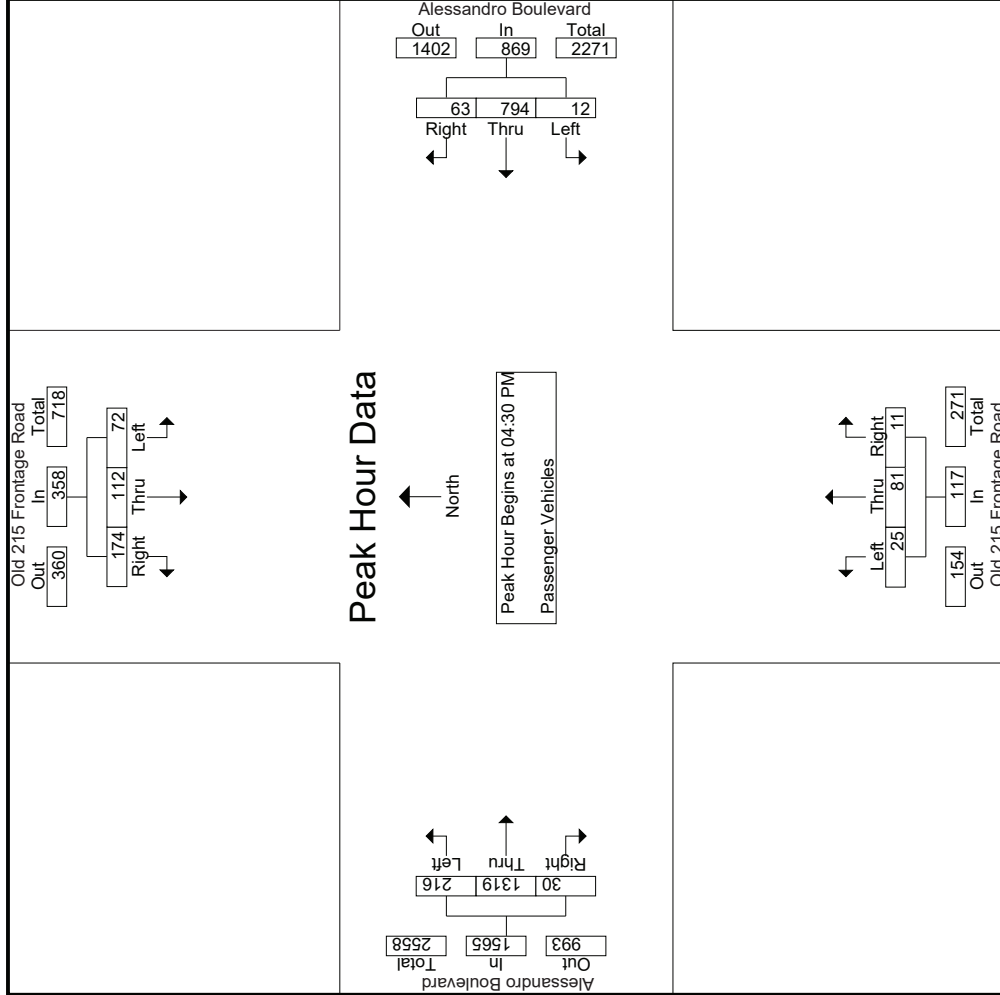 Alessandro Boulevard
Out In Total
1402 869 2271
63 794 12
Right Thru Left
Old 215 Frontage Road
Out In Total
360 358 718
174 112 72
Right Thru Left
Peak Hour Data
North
Peak Hour Begins at 04:30 PM
Passenger Vehicles
Left Thru Right
25 81 11
154 117 271
Out In Total
Old 215 Frontage Road
Left Thru Right
216 1319 30
2558 1565 993
Total In Out
Alessandro Boulevard